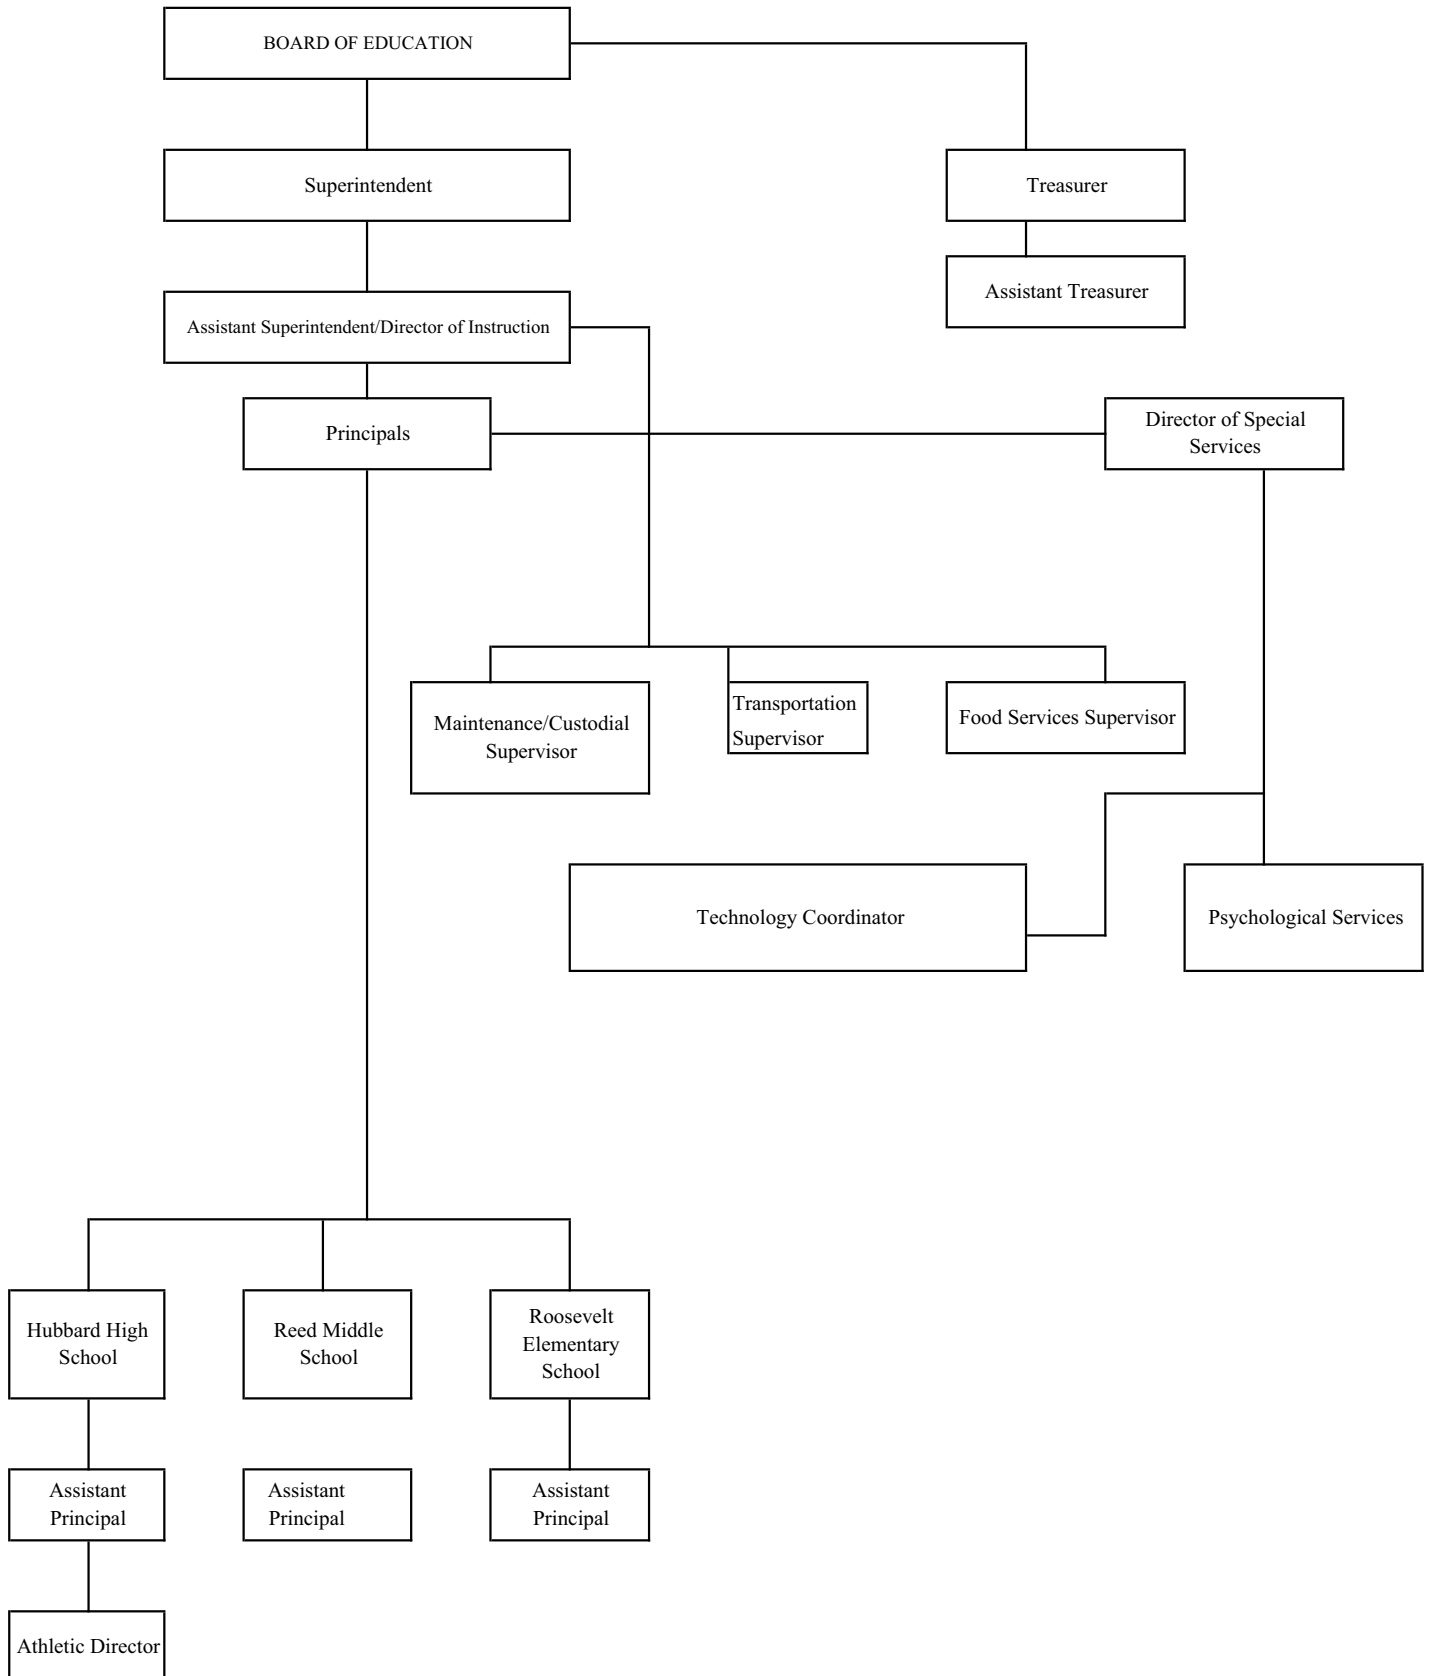 BOARD OF EDUCATION
Superintendent
Treasurer
Assistant Treasurer
Assistant Superintendent/Director of Instruction
Principals
Director of Special
Services
Maintenance/Custodial
Supervisor
Transportation
Supervisor
Food Services Supervisor
Technology Coordinator
Psychological Services
Hubbard High
School
Reed Middle
School
Roosevelt
Elementary
School
Assistant
Principal
Assistant
Principal
Assistant
Principal
Athletic Director